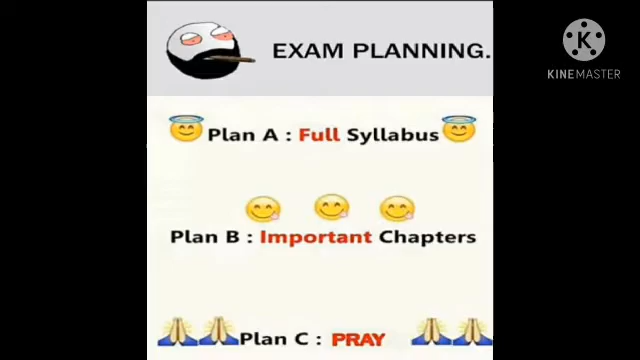 EXAM PLANNING.
KINEMASTER
Plan A : Full Syllabus
Plan B : Important Chapters
Plan C : PRAY